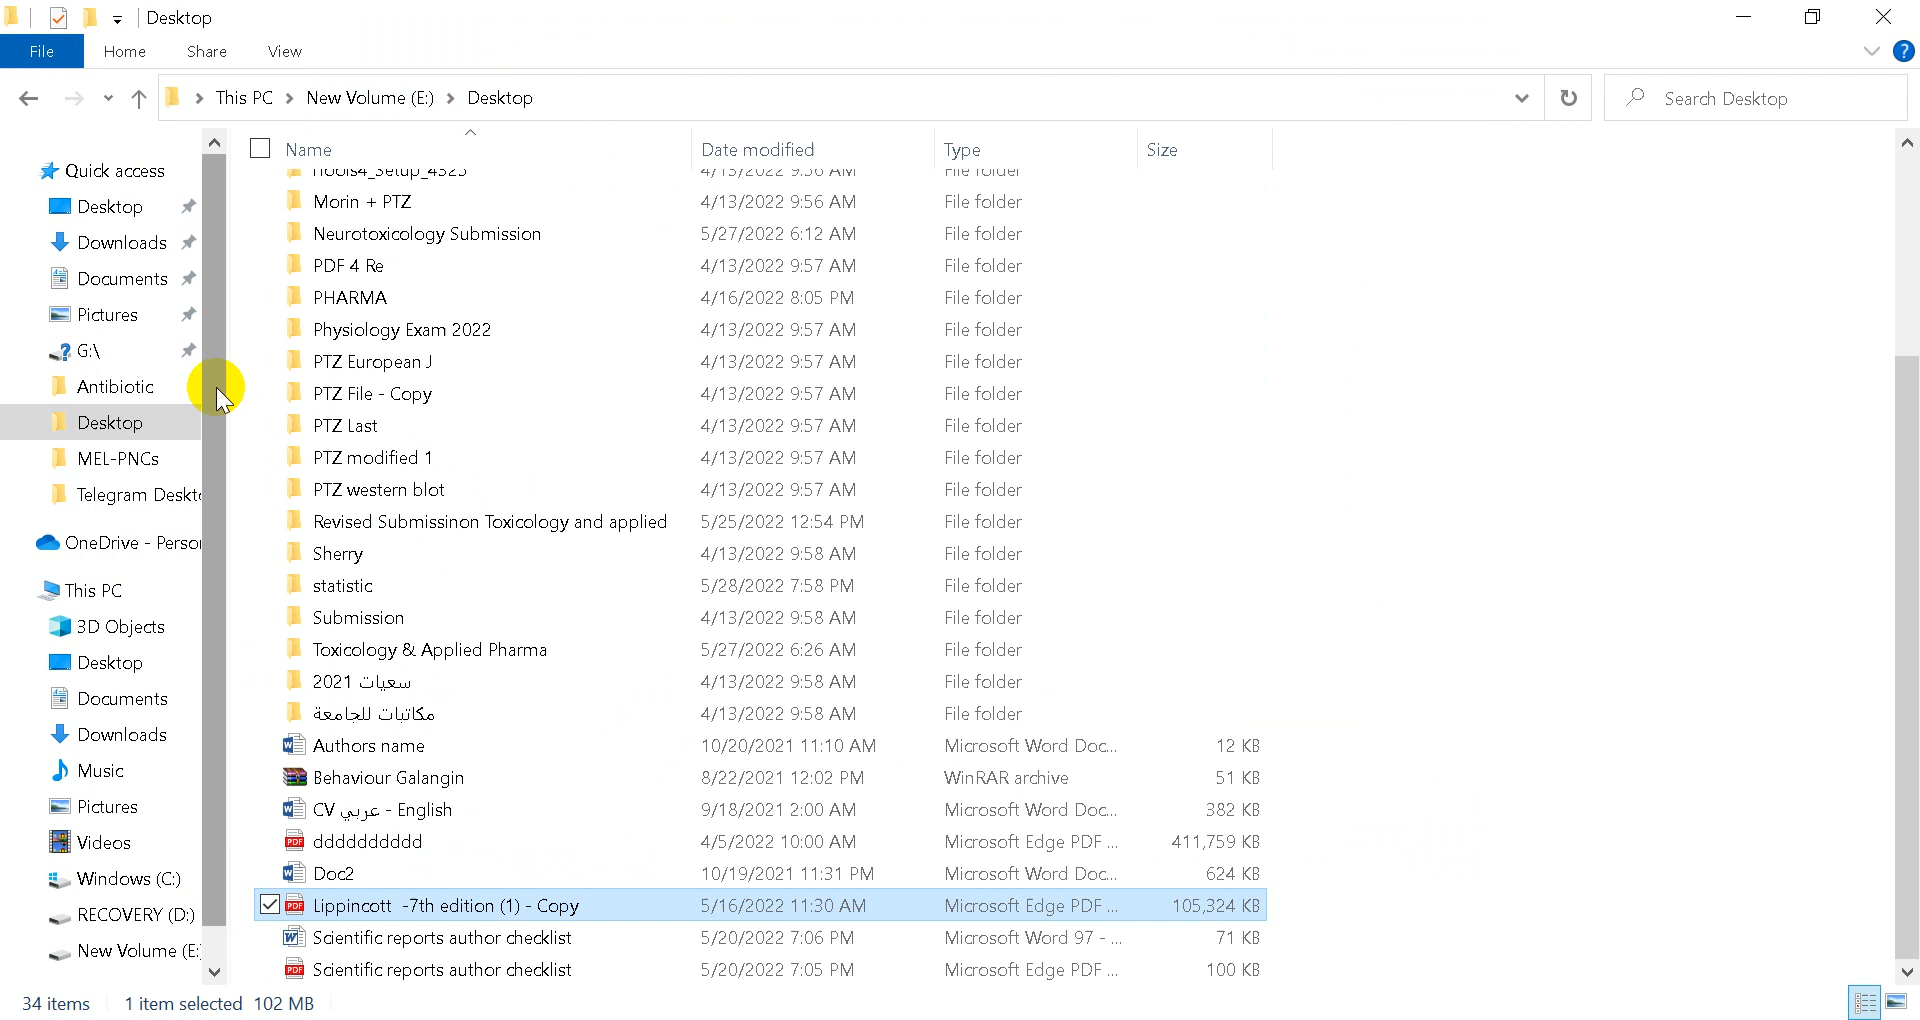 Desktop
File Home Share View
This PC > New Volume (E:) > Desktop
Search Desktop
Quick access
Desktop
Downloads
Documents
Pictures
G:\
Antibiotic
Desktop
MEL-PNCs
Telegram Deskt
OneDrive - Perso
This PC
3D Objects
Desktop
Documents
Downloads
Music
Pictures
Videos
Windows (C:)
RECOVERY (D:)
New Volume (E:
Name Date modified Type Size
Morin + PTZ 4/13/2022 9:56 AM File folder
Neurotoxicology Submission 5/27/2022 6:12 AM File folder
PDF 4 Re 4/13/2022 9:57 AM File folder
PHARMA 4/16/2022 8:05 PM File folder
Physiology Exam 2022 4/13/2022 9:57 AM File folder
PTZ European J 4/13/2022 9:57 AM File folder
PTZ File - Copy 4/13/2022 9:57 AM File folder
PTZ Last 4/13/2022 9:57 AM File folder
PTZ modified 1 4/13/2022 9:57 AM File folder
PTZ western blot 4/13/2022 9:57 AM File folder
Revised Submissinon Toxicology and applied 5/25/2022 12:54 PM File folder
Sherry 4/13/2022 9:58 AM File folder
statistic 5/28/2022 7:58 PM File folder
Submission 4/13/2022 9:58 AM File folder
Toxicology & Applied Pharma 5/27/2022 6:26 AM File folder
سعيات 2021 4/13/2022 9:58 AM File folder
مكاتبات للجامعة 4/13/2022 9:58 AM File folder
Authors name 10/20/2021 11:10 AM Microsoft Word Doc... 12 KB
Behaviour Galangin 8/22/2021 12:02 PM WinRAR archive 51 KB
CV عربي - English 9/18/2021 2:00 AM Microsoft Word Doc... 382 KB
dddddddddd 4/5/2022 10:00 AM Microsoft Edge PDF ... 411,759 KB
Doc2 10/19/2021 11:31 PM Microsoft Word Doc... 624 KB
Lippincott -7th edition (1) - Copy 5/16/2022 11:30 AM Microsoft Edge PDF ... 105,324 KB
Scientific reports author checklist 5/20/2022 7:06 PM Microsoft Word 97 - ... 71 KB
Scientific reports author checklist 5/20/2022 7:05 PM Microsoft Edge PDF ... 100 KB
34 items 1 item selected 102 MB